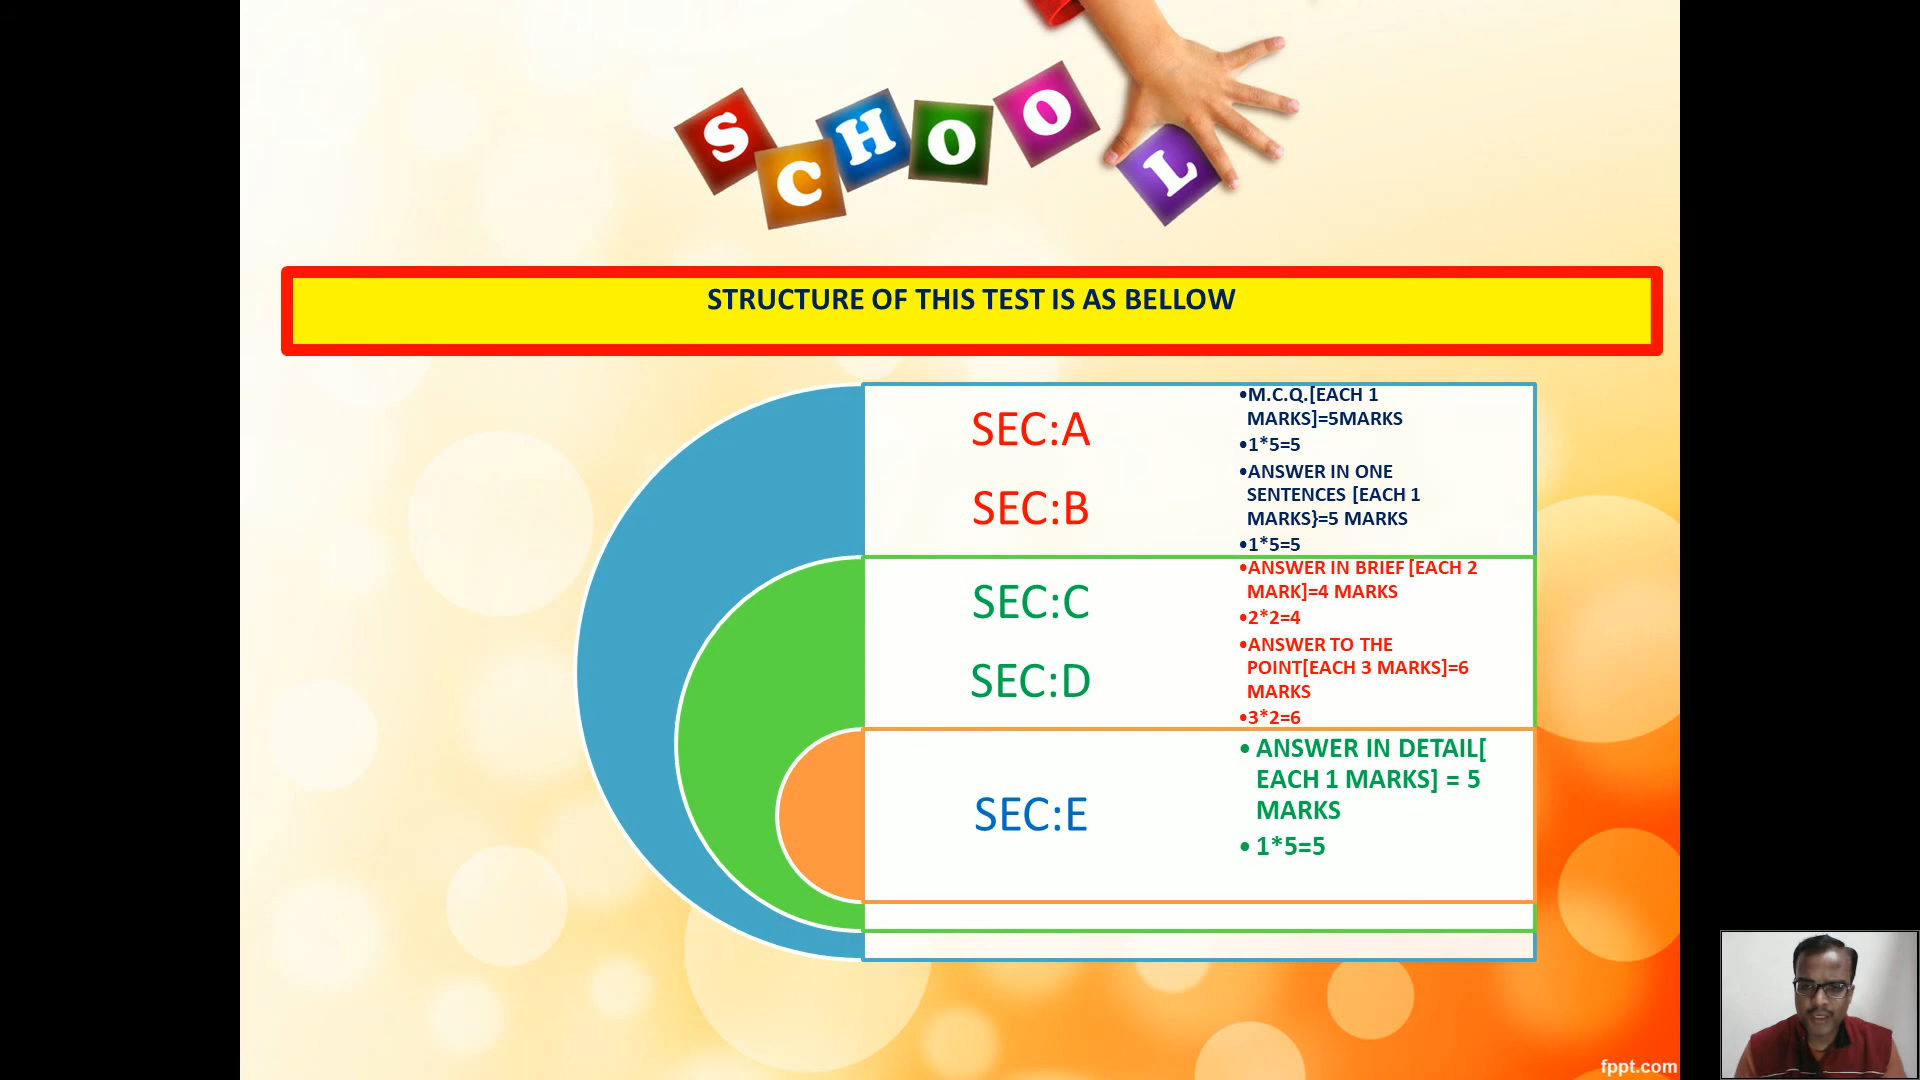 SCHOOL
STRUCTURE OF THIS TEST IS AS BELLOW
SEC:A
SEC:B
•M.C.Q.[EACH 1
MARKS]=5MARKS
•1*5=5
•ANSWER IN ONE
SENTENCES [EACH 1
MARKS}=5 MARKS
•1*5=5
SEC:C
SEC:D
•ANSWER IN BRIEF [EACH 2
MARK]=4 MARKS
•2*2=4
•ANSWER TO THE
POINT[EACH 3 MARKS]=6
MARKS
•3*2=6
SEC:E
• ANSWER IN DETAIL[
EACH 1 MARKS] = 5
MARKS
• 1*5=5
fppt.com